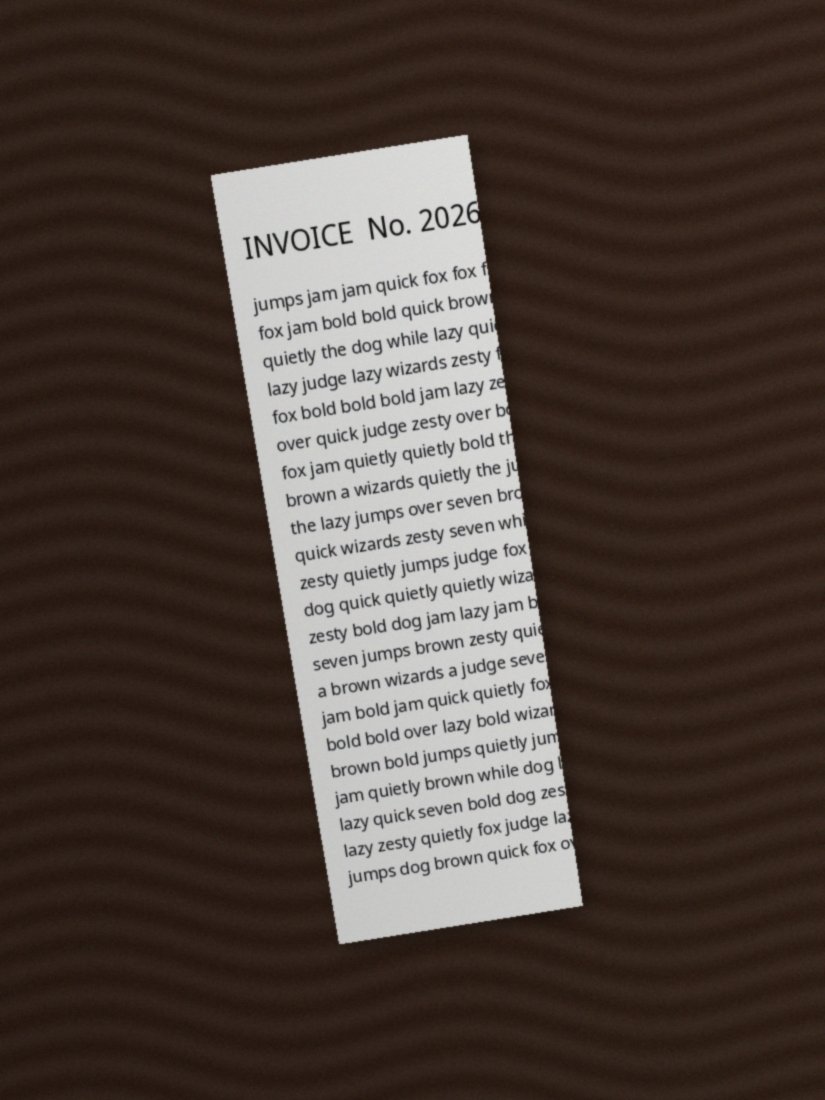 INVOICE No. 2026
jumps jam jam quick fox fox
fox jam bold bold quick brown
quietly the dog while lazy
lazy judge lazy wizards zesty
fox bold bold bold jam lazy
over quick judge zesty over
fox jam quietly quietly bold
brown a wizards quietly the
the lazy jumps over seven
quick wizards zesty seven
zesty quietly jumps judge fox
dog quick quietly quietly
zesty bold dog jam lazy jam
seven jumps brown zesty
a brown wizards a judge
jam bold jam quick quietly fox
bold bold over lazy bold
brown bold jumps quietly
jam quietly brown while dog
lazy quick seven bold dog
lazy zesty quietly fox judge
jumps dog brown quick fox